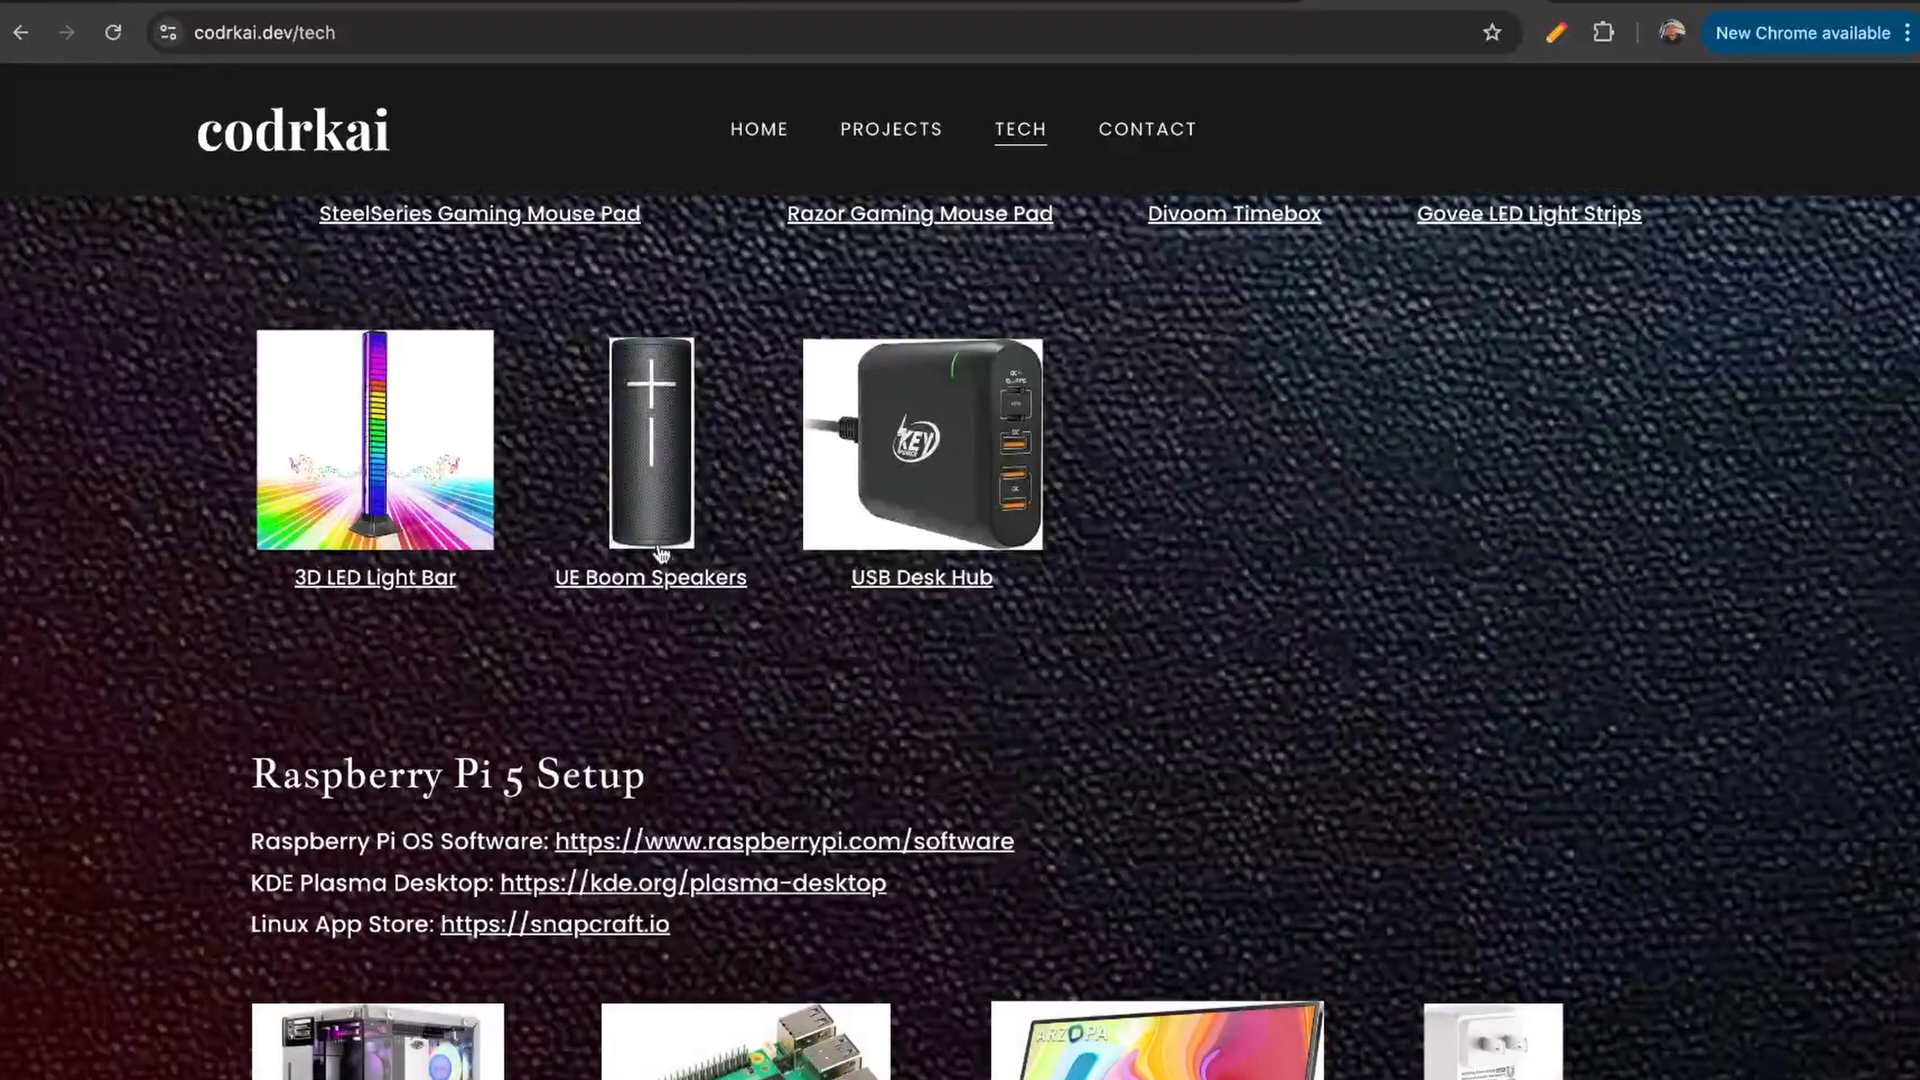 codrkai.dev/tech
New Chrome available
codrkai
HOME
PROJECTS
TECH
CONTACT
SteelSeries Gaming Mouse Pad
Razor Gaming Mouse Pad
Divoom Timebox
Govee LED Light Strips
KEY
3D LED Light Bar
UE Boom Speakers
USB Desk Hub
Raspberry Pi 5 Setup
Raspberry Pi OS Software: https://www.raspberrypi.com/software
KDE Plasma Desktop: https://kde.org/plasma-desktop
Linux App Store: https://snapcraft.io
ARZOPA